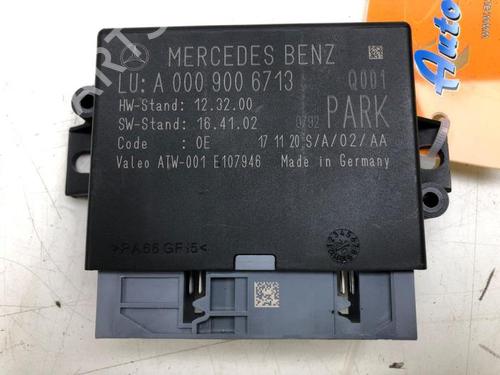 MERCEDES BENZ
LU: A 000 900 6713 Q001
HW-Stand: 12.32.00
SW-Stand: 16.41.02 0792 PARK
Code : 0E 17 11 20 S/A/02/AA
Valeo ATW-001 E107946 Made in Germany
>PA66 GF15<
Auto